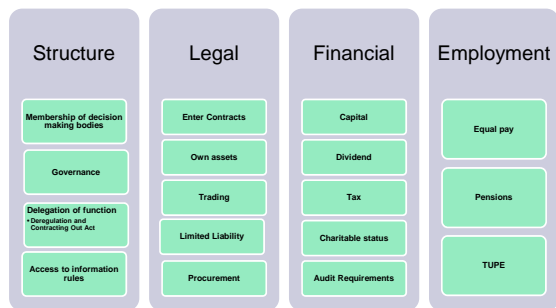 Structure
Membership of decision
making bodies
Governance
Delegation of function
•Deregulation and
Contracting Out Act
Access to information
rules
Legal
Enter Contracts
Own assets
Trading
Limited Liability
Procurement
Financial
Capital
Dividend
Tax
Charitable status
Audit Requirements
Employment
Equal pay
Pensions
TUPE